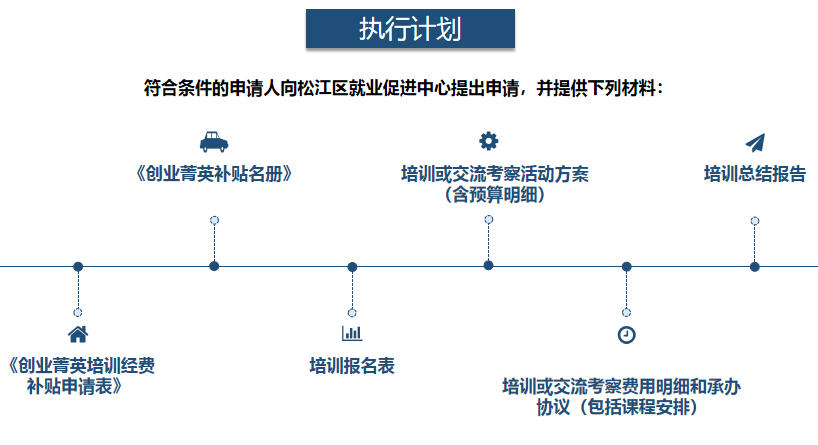 执行计划
符合条件的申请人向松江区就业促进中心提出申请，并提供下列材料：
《创业菁英补贴名册》
培训或交流考察活动方案
（含预算明细）
培训总结报告
《创业菁英培训经费
补贴申请表》
培训报名表
培训或交流考察费用明细和承办
协议（包括课程安排）